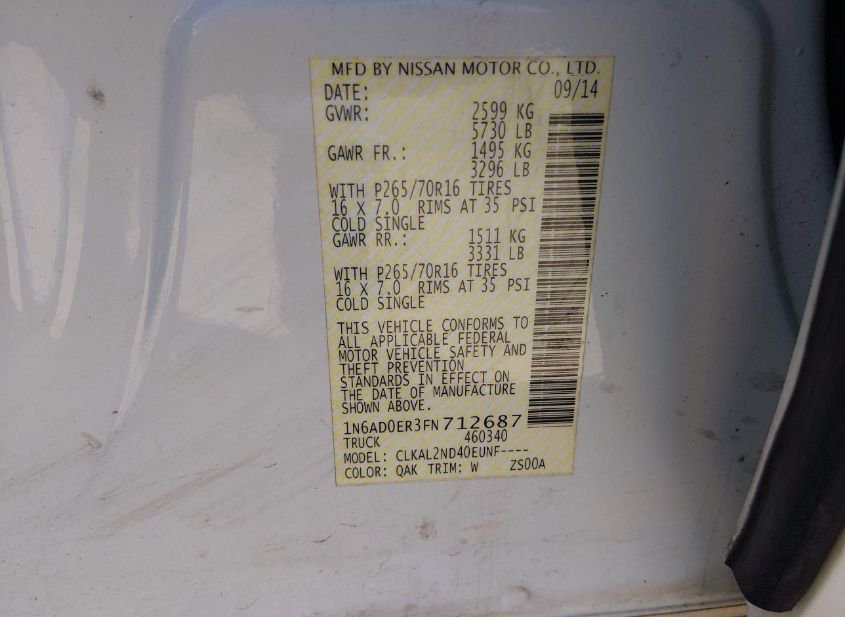 MFD BY NISSAN MOTOR CO., LTD.
DATE: 09/14
GVWR: 2599 KG
5730 LB
GAWR FR.: 1495 KG
3296 LB
WITH P265/70R16 TIRES
16 X 7.0 RIMS AT 35 PSI
COLD SINGLE
GAWR RR.: 1511 KG
3331 LB
WITH P265/70R16 TIRES
16 X 7.0 RIMS AT 35 PSI
COLD SINGLE
THIS VEHICLE CONFORMS TO
ALL APPLICABLE FEDERAL
MOTOR VEHICLE SAFETY AND
THEFT PREVENTION
STANDARDS IN EFFECT ON
THE DATE OF MANUFACTURE
SHOWN ABOVE.
1N6AD0ER3FN712687
TRUCK 460340
MODEL: CLKAL2ND40EUNF----
COLOR: QAK TRIM: W ZS00A